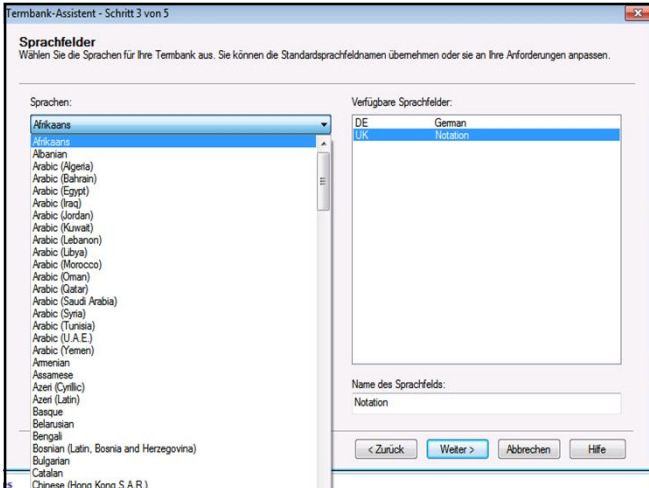 Termbank-Assistent - Schritt 3 von 5
Sprachfelder
Wählen Sie die Sprachen für Ihre Termbank aus. Sie können die Standardsprachfeldnamen übernehmen oder sie an Ihre Anforderungen anpassen.
Sprachen:
Afrikaans
Afrikaans
Albanian
Arabic (Algeria)
Arabic (Bahrain)
Arabic (Egypt)
Arabic (Iraq)
Arabic (Jordan)
Arabic (Kuwait)
Arabic (Lebanon)
Arabic (Libya)
Arabic (Morocco)
Arabic (Oman)
Arabic (Qatar)
Arabic (Saudi Arabia)
Arabic (Syria)
Arabic (Tunisia)
Arabic (U.A.E.)
Arabic (Yemen)
Armenian
Assamese
Azeri (Cyrillic)
Azeri (Latin)
Basque
Belarusian
Bengali
Bosnian (Latin, Bosnia and Herzegovina)
Bulgarian
Catalan
Chinese (Hong Kong S.A.R.)
Verfügbare Sprachfelder:
DE German
UK Notation
Name des Sprachfelds:
Notation
< Zurück
Weiter >
Abbrechen
Hilfe